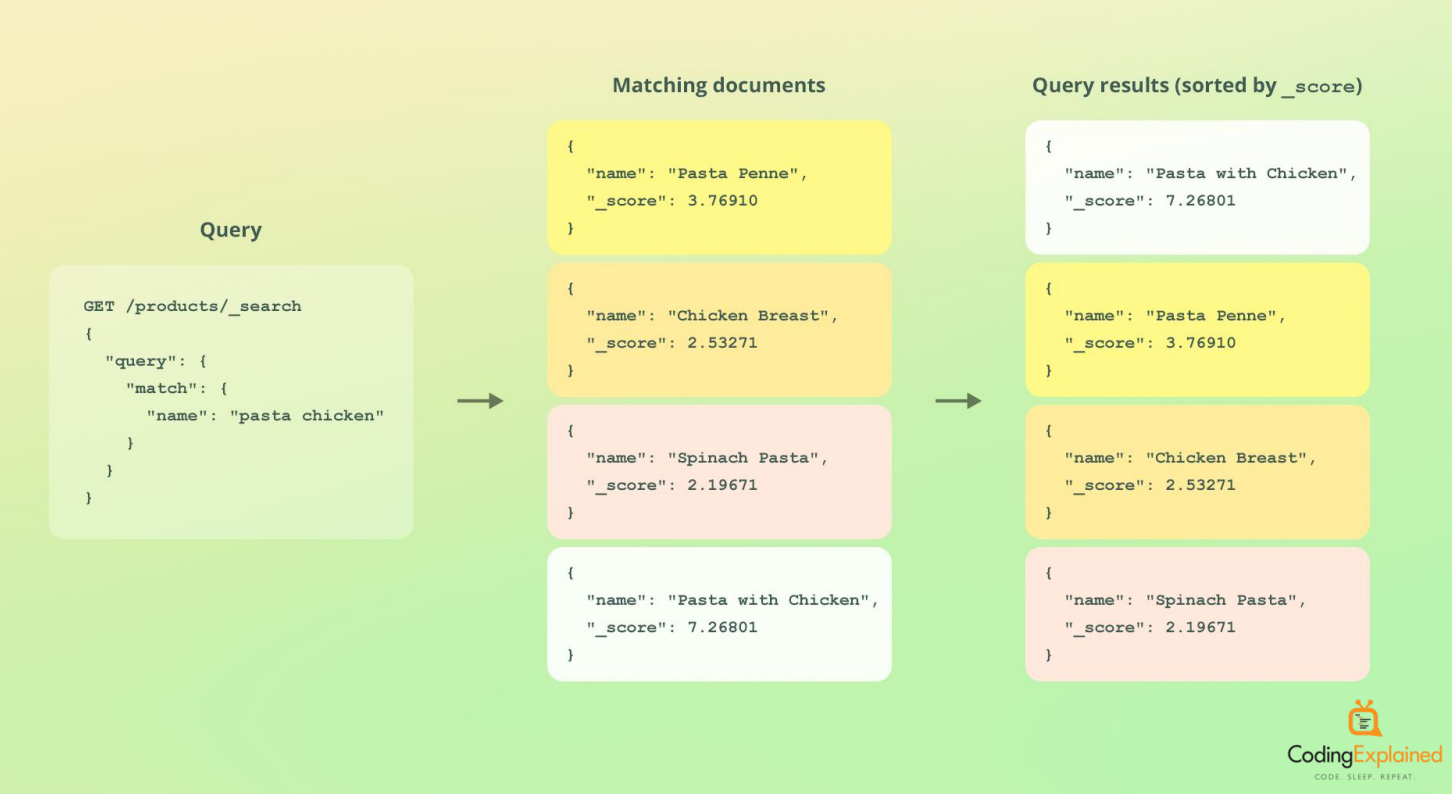 Query
GET /products/_search
{
  "query": {
    "match": {
      "name": "pasta chicken"
    }
  }
}
Matching documents
{
  "name": "Pasta Penne",
  "_score": 3.76910
}
{
  "name": "Chicken Breast",
  "_score": 2.53271
}
{
  "name": "Spinach Pasta",
  "_score": 2.19671
}
{
  "name": "Pasta with Chicken",
  "_score": 7.26801
}
Query results (sorted by _score)
{
  "name": "Pasta with Chicken",
  "_score": 7.26801
}
{
  "name": "Pasta Penne",
  "_score": 3.76910
}
{
  "name": "Chicken Breast",
  "_score": 2.53271
}
{
  "name": "Spinach Pasta",
  "_score": 2.19671
}
CodingExplained
CODE. SLEEP. REPEAT.